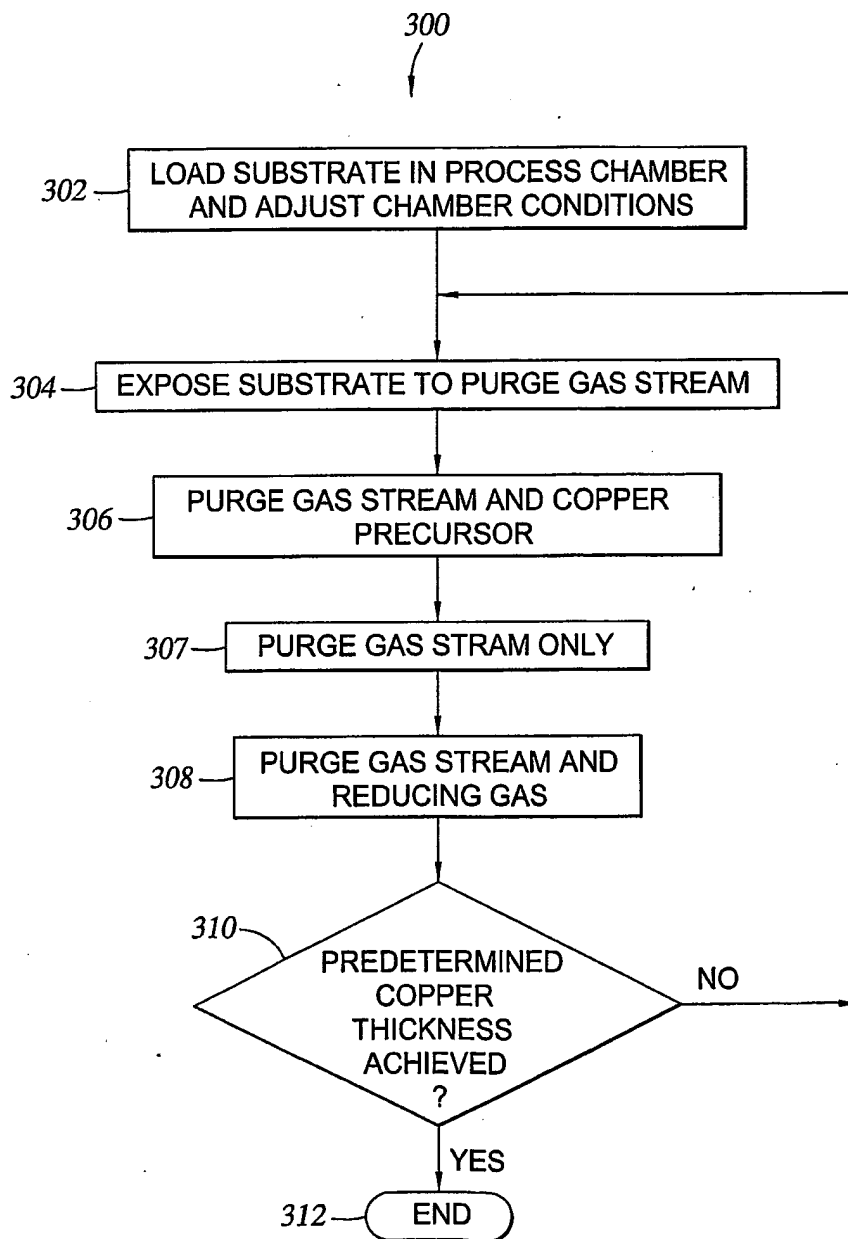 300
302
LOAD SUBSTRATE IN PROCESS CHAMBER
AND ADJUST CHAMBER CONDITIONS
304
EXPOSE SUBSTRATE TO PURGE GAS STREAM
306
PURGE GAS STREAM AND COPPER
PRECURSOR
307
PURGE GAS STRAM ONLY
308
PURGE GAS STREAM AND
REDUCING GAS
310
PREDETERMINED
COPPER
THICKNESS
ACHIEVED
?
NO
YES
312
END